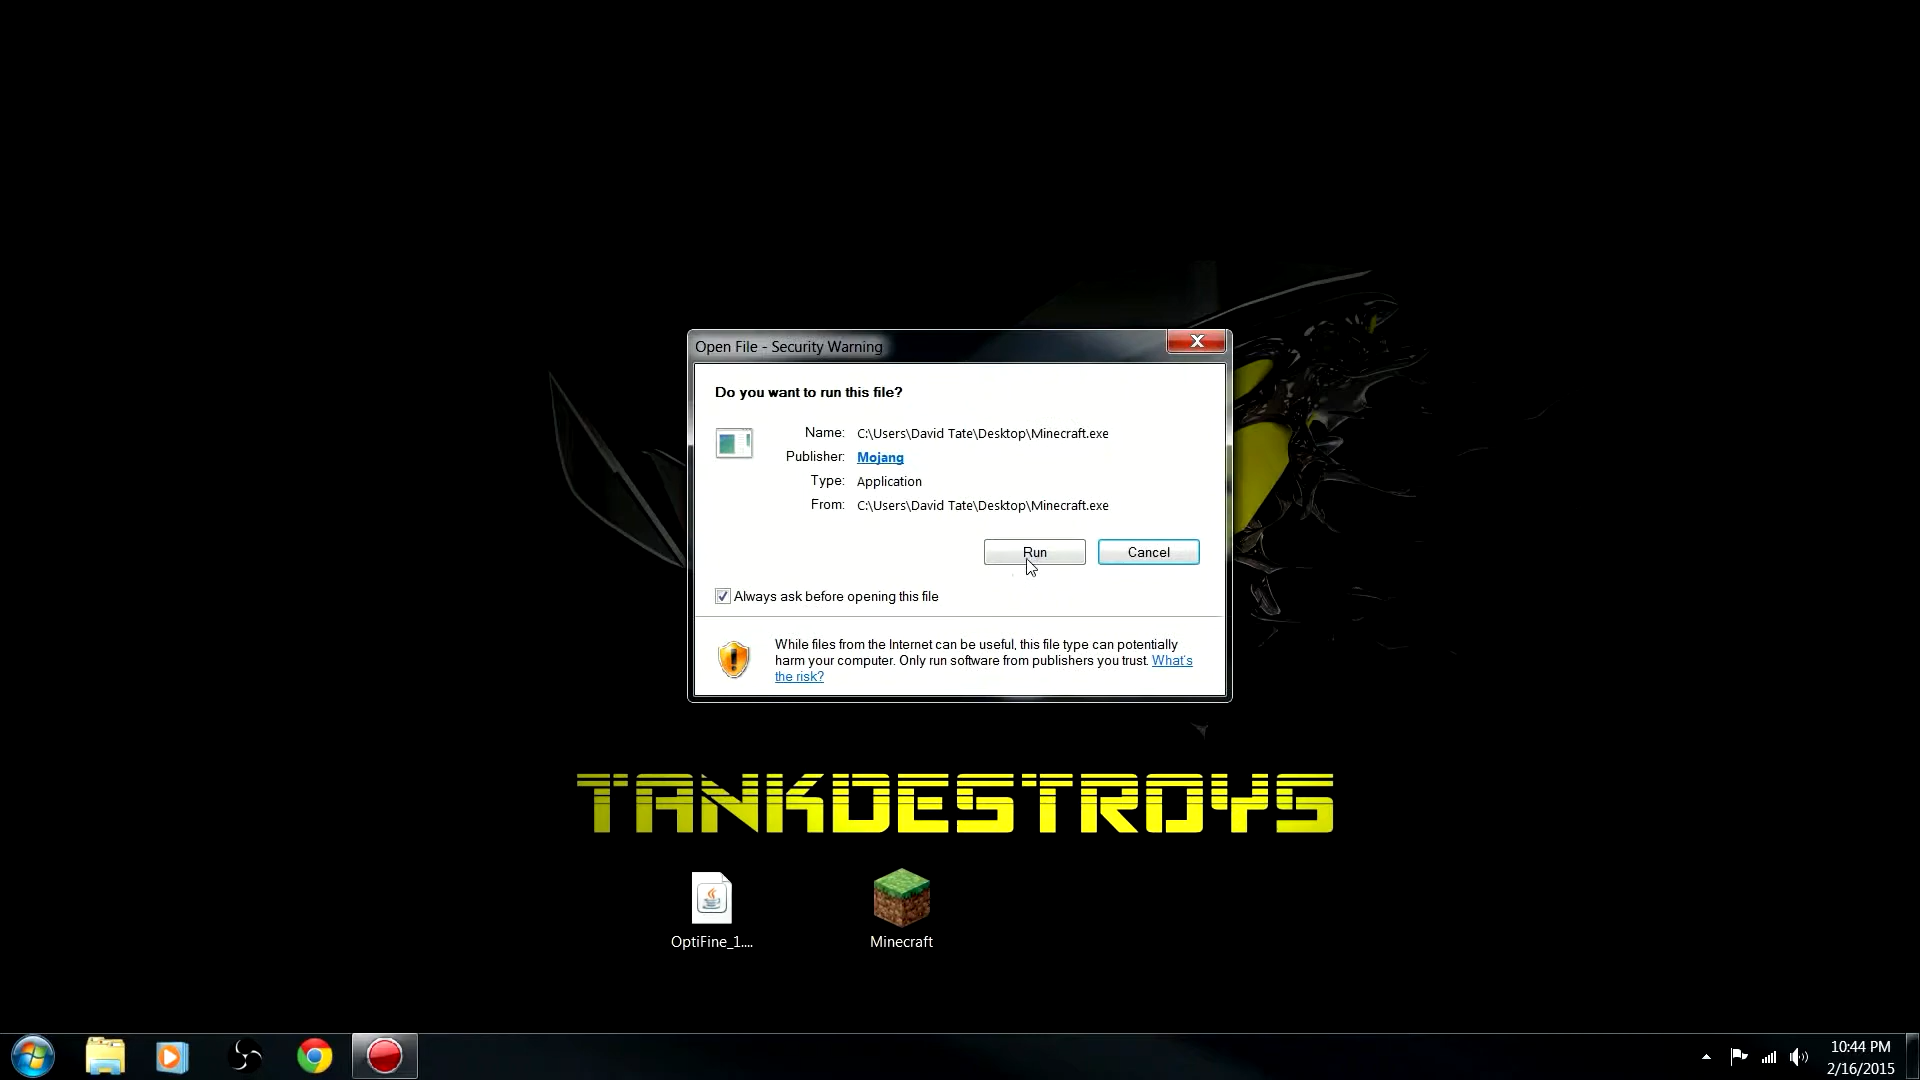 Open File - Security Warning
Do you want to run this file?
Name: C:\Users\David Tate\Desktop\Minecraft.exe
Publisher: Mojang
Type: Application
From: C:\Users\David Tate\Desktop\Minecraft.exe
Run Cancel
Always ask before opening this file
While files from the Internet can be useful, this file type can potentially
harm your computer. Only run software from publishers you trust. What's
the risk?
TANKDESTROYS
OptiFine_1.... Minecraft
10:44 PM
2/16/2015